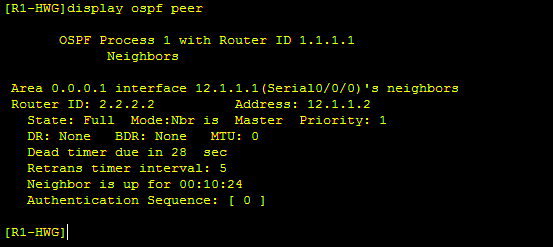 [R1-HWG]display ospf peer
OSPF Process 1 with Router ID 1.1.1.1
Neighbors
Area 0.0.0.1 interface 12.1.1.1(Serial0/0/0)'s neighbors
Router ID: 2.2.2.2 Address: 12.1.1.2
State: Full Mode:Nbr is Master Priority: 1
DR: None BDR: None MTU: 0
Dead timer due in 28 sec
Retrans timer interval: 5
Neighbor is up for 00:10:24
Authentication Sequence: [ 0 ]
[R1-HWG]